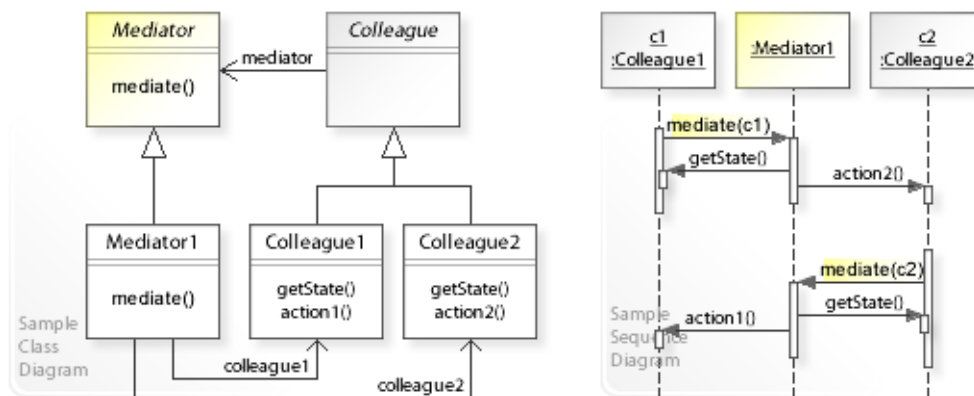 Mediator
mediate()
mediator
Colleague
Mediator1
mediate()
Colleague1
getState()
action1()
Colleague2
getState()
action2()
colleague1
colleague2
Sample
Class
Diagram
c1
:Colleague1
:Mediator1
c2
:Colleague2
mediate(c1)
getState()
action2()
mediate(c2)
getState()
action1()
Sample
Sequence
Diagram